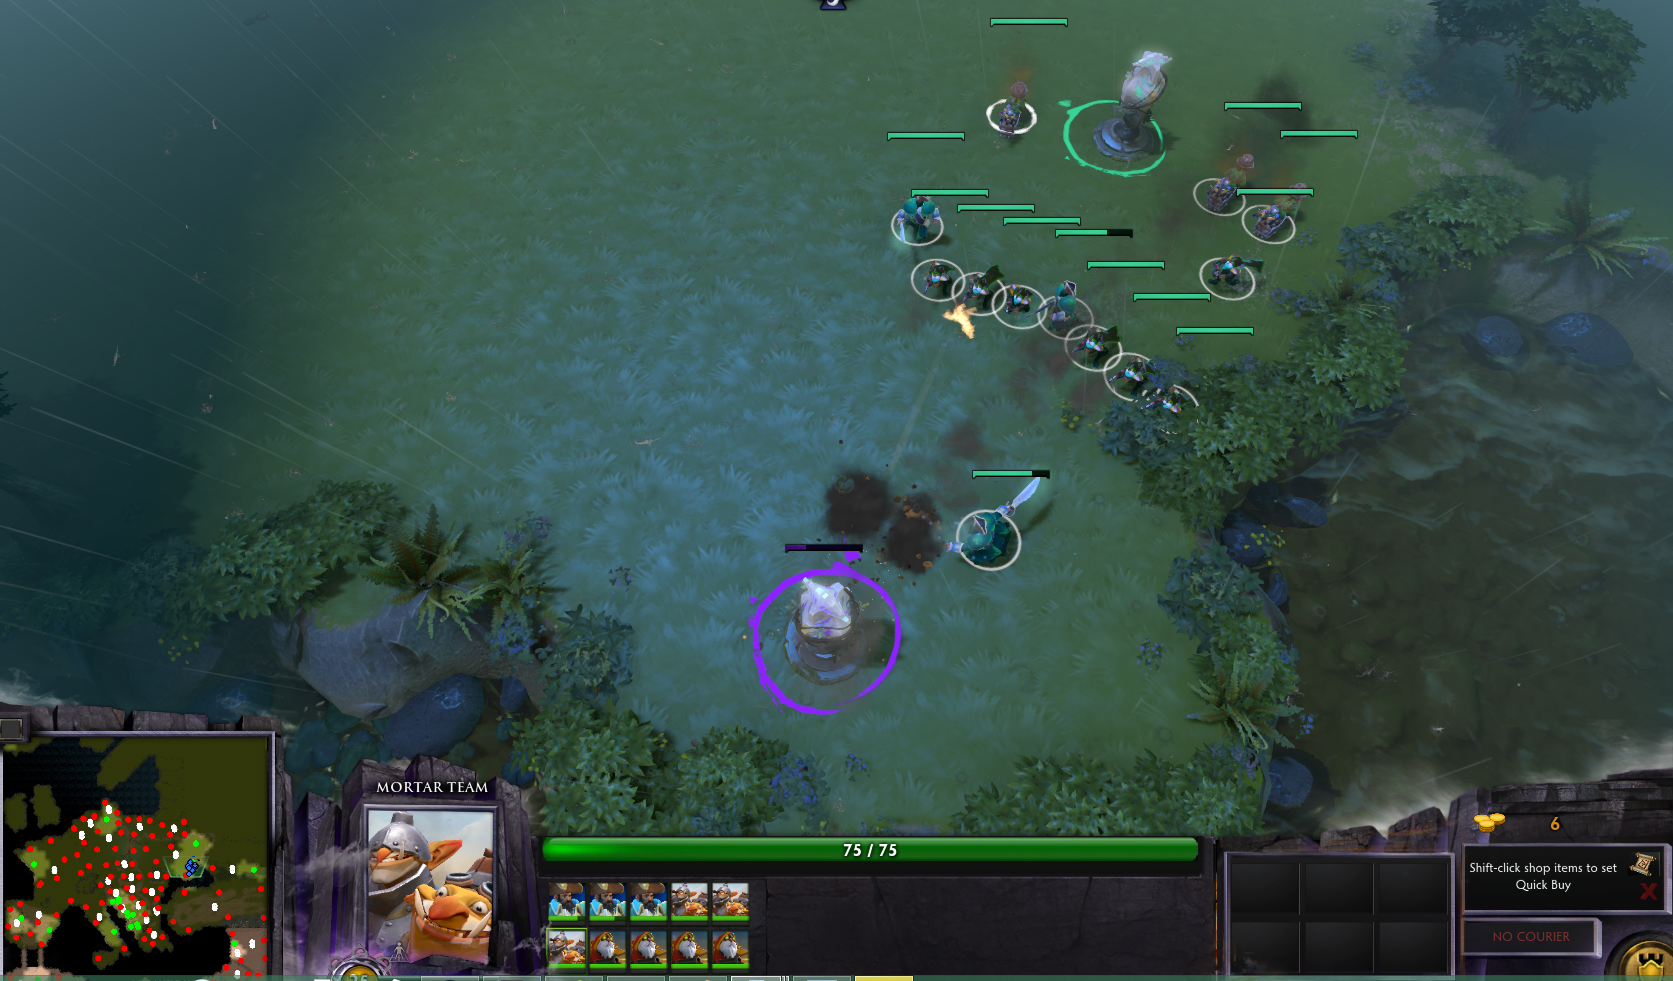 MORTAR TEAM
75 / 75
6
Shift-click shop items to set
Quick Buy
NO COURIER